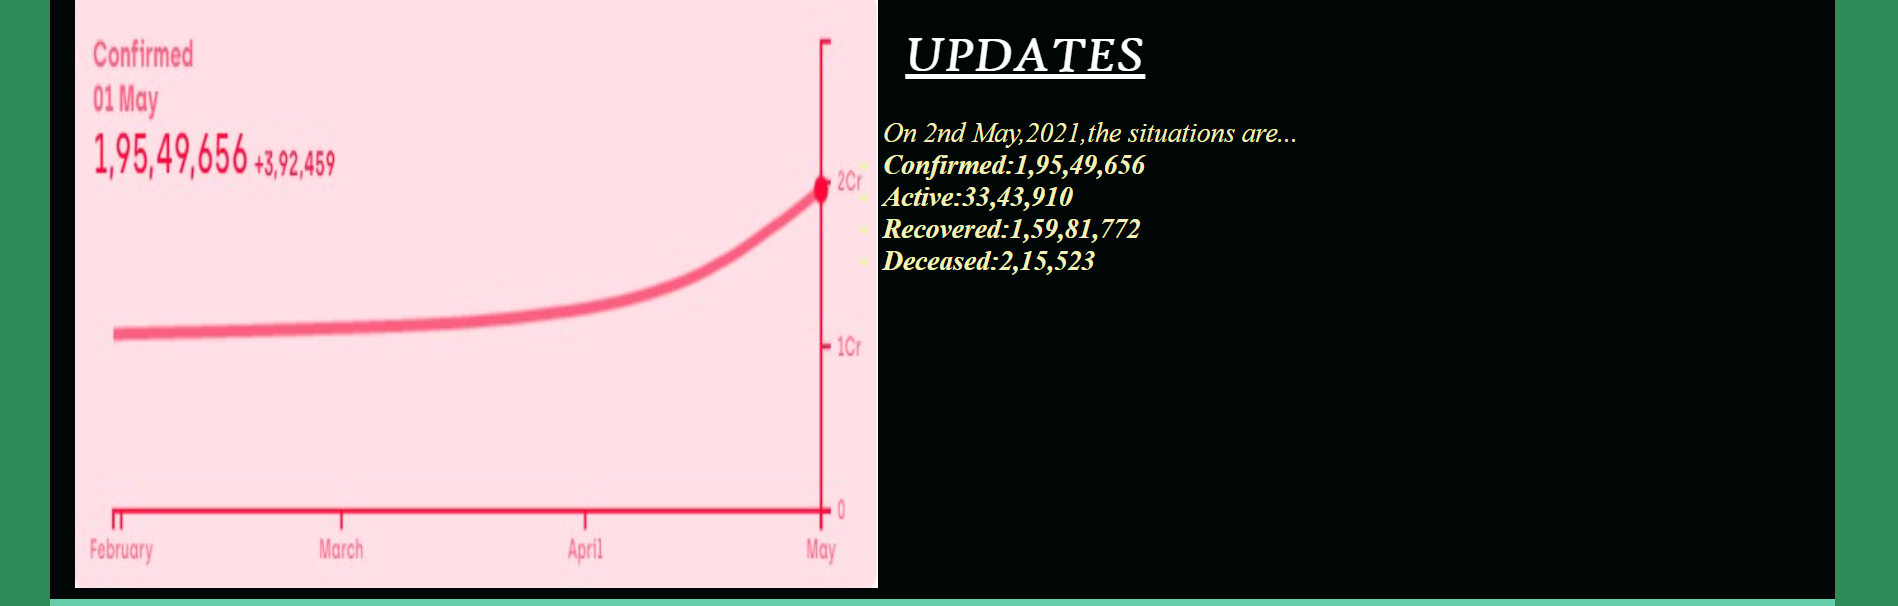 Confirmed
01 May
1,95,49,656 +3,92,459
2Cr
1Cr
0
February March April May
UPDATES
On 2nd May,2021,the situations are...
Confirmed:1,95,49,656
Active:33,43,910
Recovered:1,59,81,772
Deceased:2,15,523